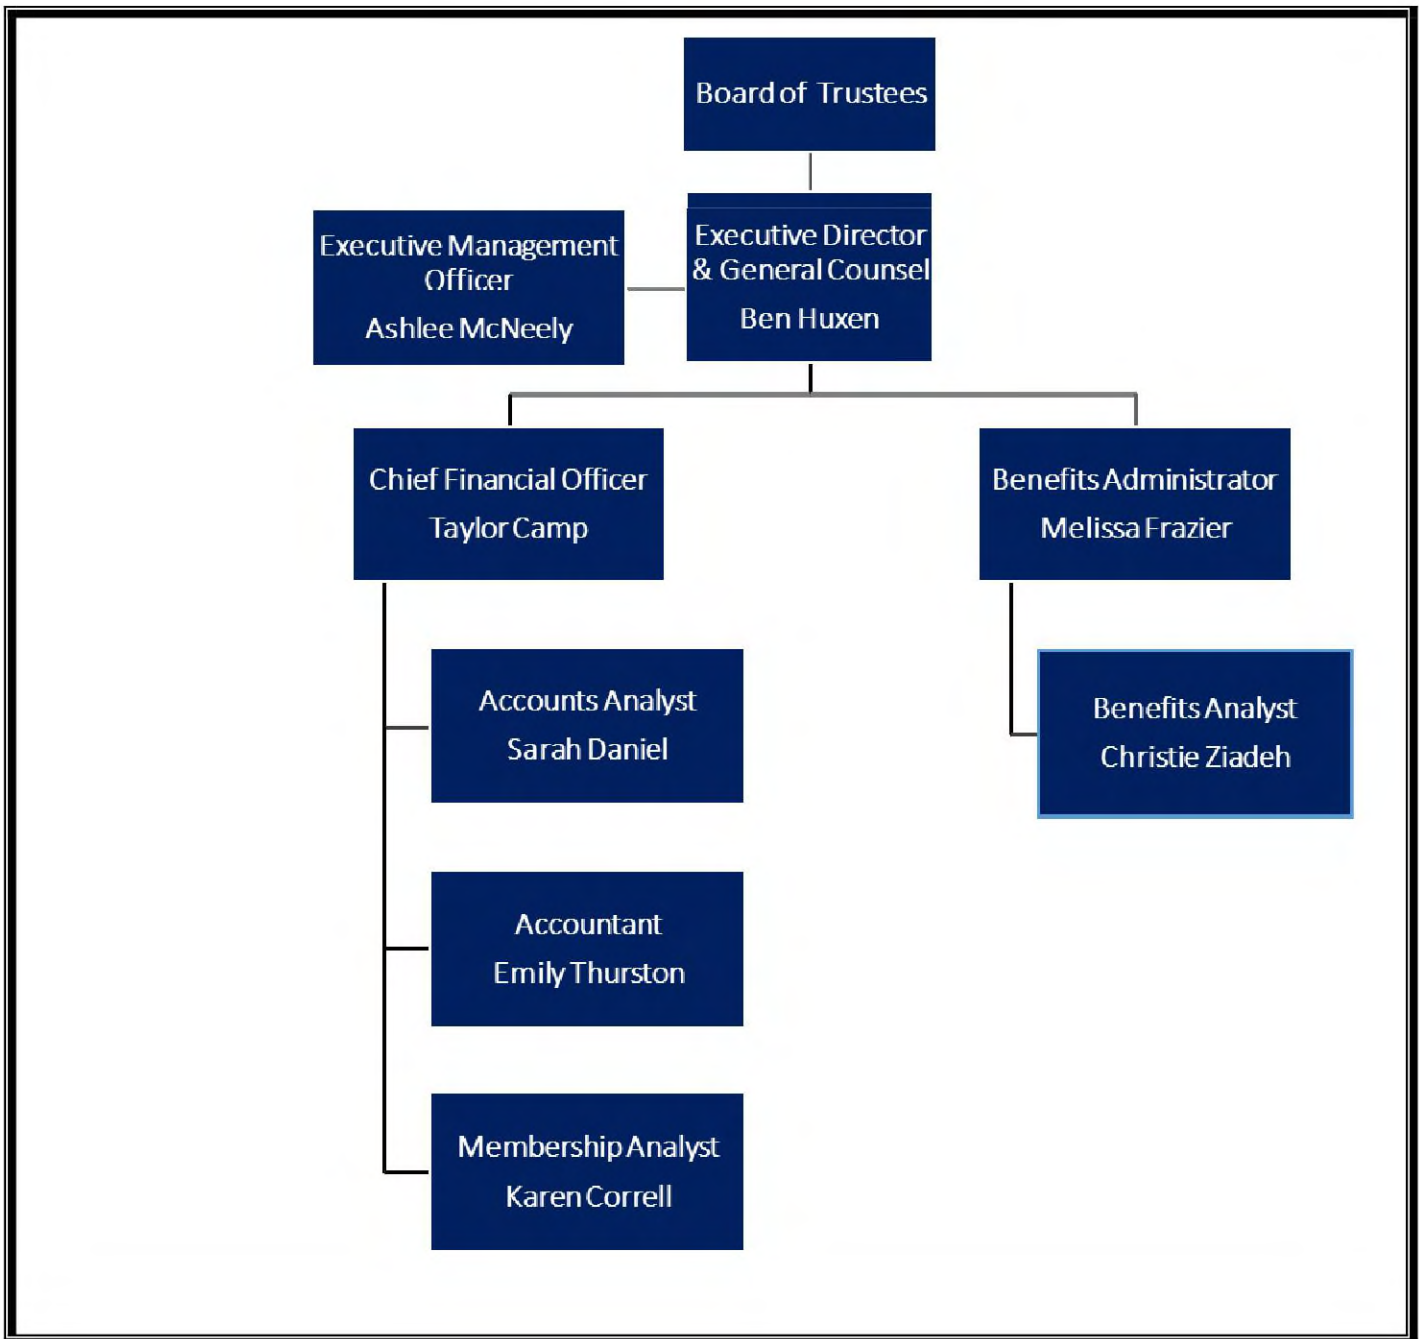 Board of Trustees
Executive Management
Officer
Ashlee McNeely
Executive Director
& General Counsel
Ben Huxen
Chief Financial Officer
Taylor Camp
Benefits Administrator
Melissa Frazier
Accounts Analyst
Sarah Daniel
Benefits Analyst
Christie Ziadeh
Accountant
Emily Thurston
Membership Analyst
Karen Correll